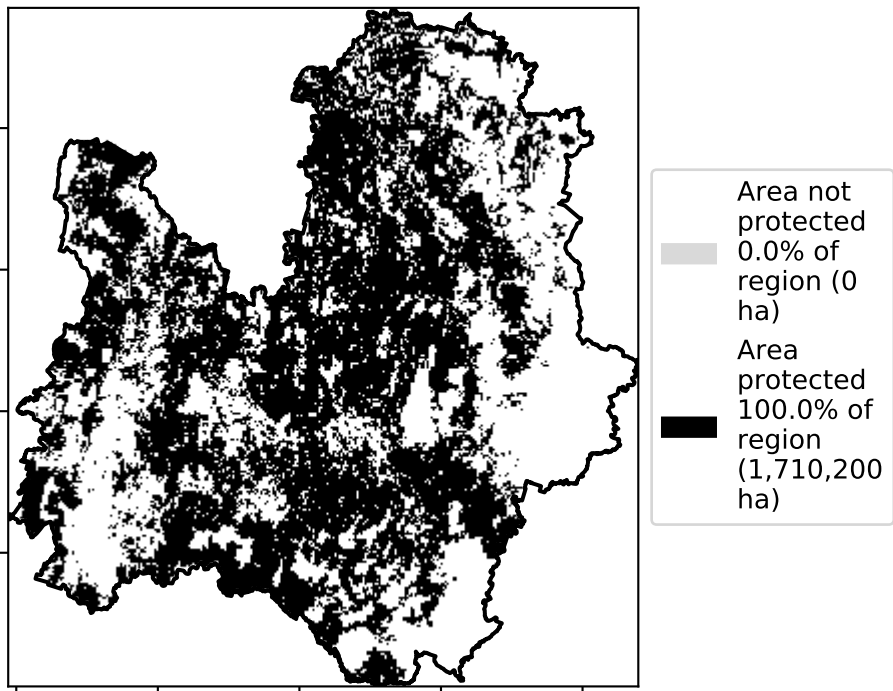 Area not
protected
0.0% of
region (0
ha)
Area
protected
100.0% of
region
(1,710,200
ha)